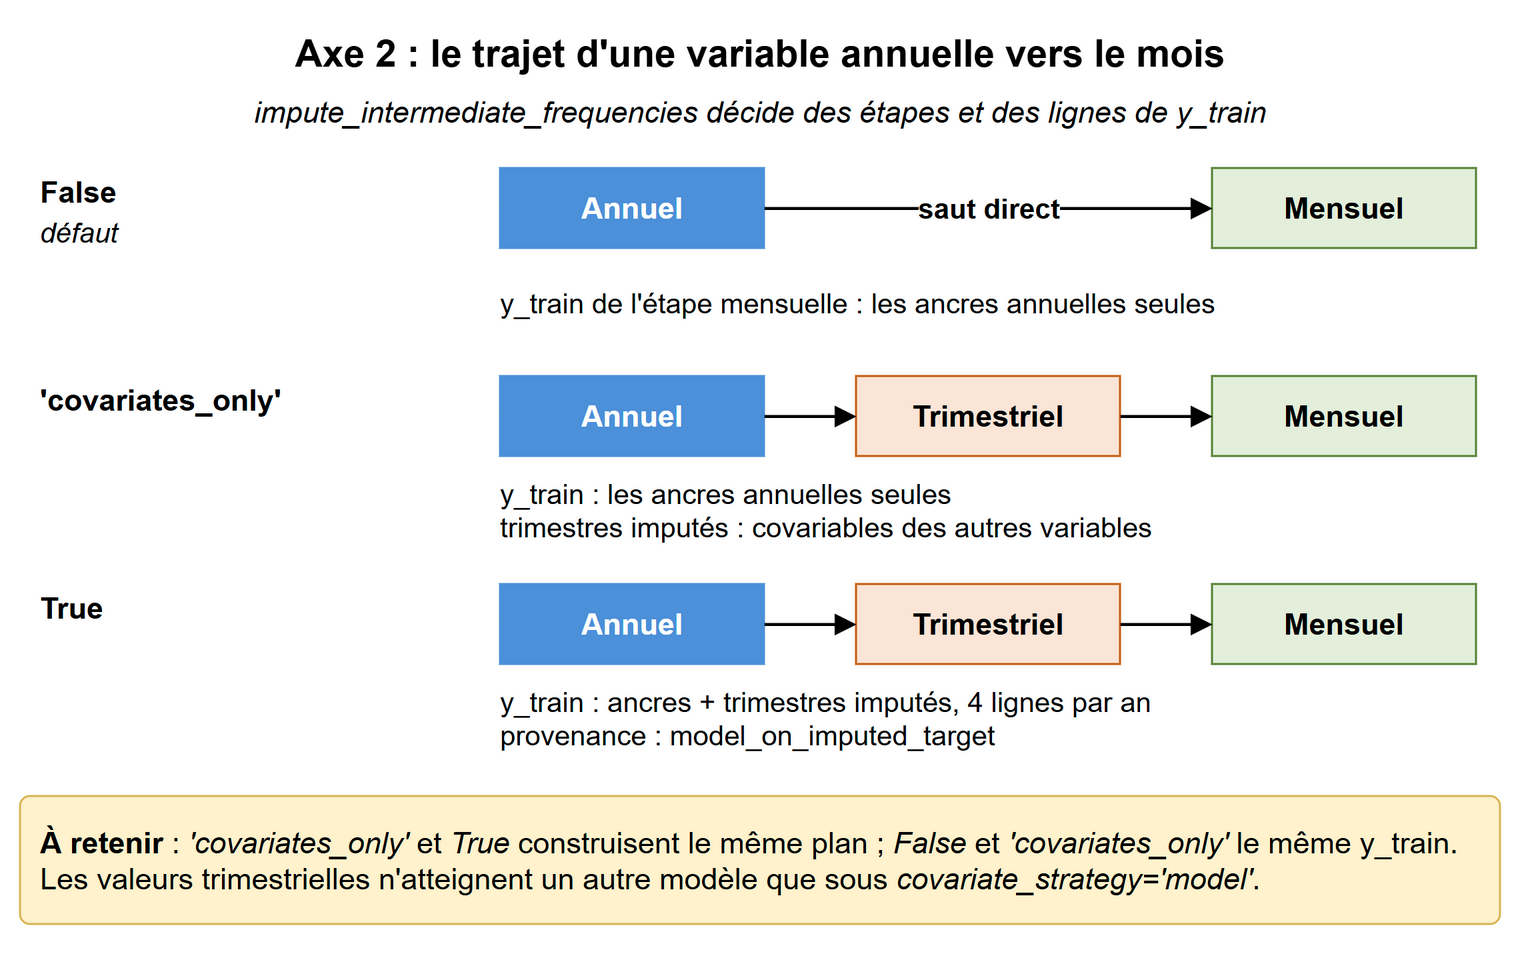 Axe 2 : le trajet d'une variable annuelle vers le mois
impute_intermediate_frequencies décide des étapes et des lignes de y_train
False
défaut
Annuel
saut direct
Mensuel
y_train de l'étape mensuelle : les ancres annuelles seules
'covariates_only'
Annuel
Trimestriel
Mensuel
y_train : les ancres annuelles seules
trimestres imputés : covariables des autres variables
True
Annuel
Trimestriel
Mensuel
y_train : ancres + trimestres imputés, 4 lignes par an
provenance : model_on_imputed_target
À retenir : 'covariates_only' et True construisent le même plan ; False et 'covariates_only' le même y_train.
Les valeurs trimestrielles n'atteignent un autre modèle que sous covariate_strategy='model'.